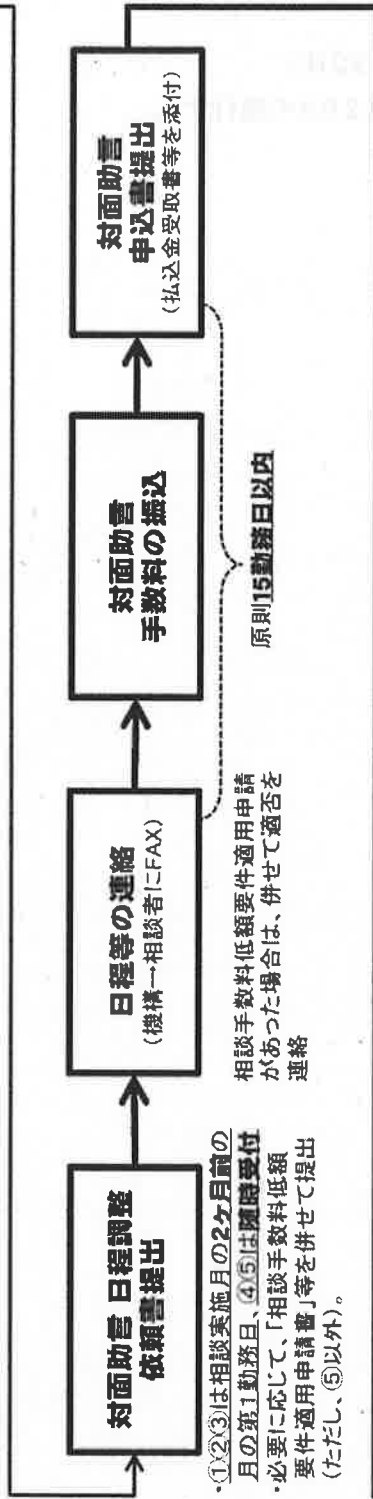 対面助言 日程調整
依頼書提出
・①②③は相談実施月の2ヶ月前の
月の第1勤務日、④⑤は随時受付
・必要に応じて、「相談手数料低額
要件適用申請書」等を併せて提出
(ただし、⑤以外)。
日程等の連絡
(機構→相談者にFAX)
相談手数料低額要件適用申請
があった場合は、併せて適否を
連絡
対面助言
手数料の振込
原則15勤務日以内
対面助言
申込書提出
(払込金受取書等を添付)